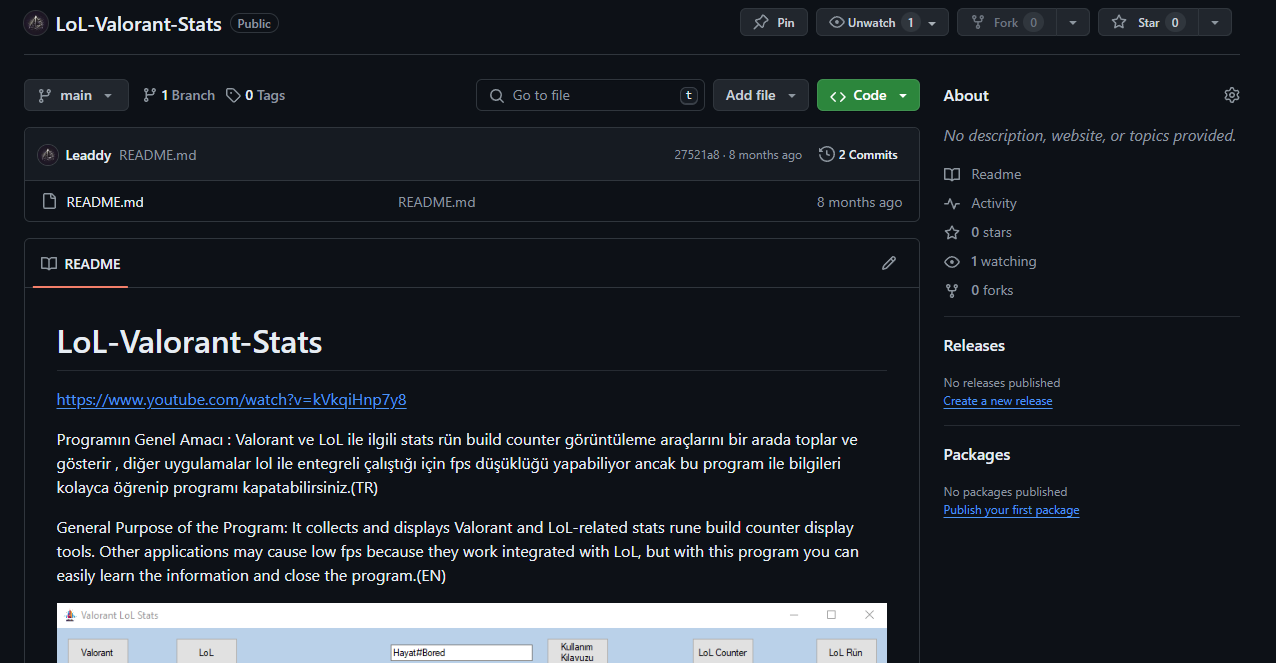 LoL-Valorant-Stats Public
Pin
Unwatch 1
Fork 0
Star 0
main
1 Branch
0 Tags
Go to file t
Add file
Code
Leaddy README.md
27521a8 · 8 months ago
2 Commits
README.md README.md 8 months ago
README
LoL-Valorant-Stats
https://www.youtube.com/watch?v=kVkqiHnp7y8
Programın Genel Amacı : Valorant ve LoL ile ilgili stats rün build counter görüntüleme araçlarını bir arada toplar ve
gösterir , diğer uygulamalar lol ile entegreli çalıştığı için fps düşüklüğü yapabiliyor ancak bu program ile bilgileri
kolayca öğrenip programı kapatabilirsiniz.(TR)
General Purpose of the Program: It collects and displays Valorant and LoL-related stats rune build counter display
tools. Other applications may cause low fps because they work integrated with LoL, but with this program you can
easily learn the information and close the program.(EN)
Valorant LoL Stats
Valorant
LoL
Hayat#Bored
Kullanım
Kılavuzu
LoL Counter
LoL Rün
About
No description, website, or topics provided.
Readme
Activity
0 stars
1 watching
0 forks
Releases
No releases published
Create a new release
Packages
No packages published
Publish your first package